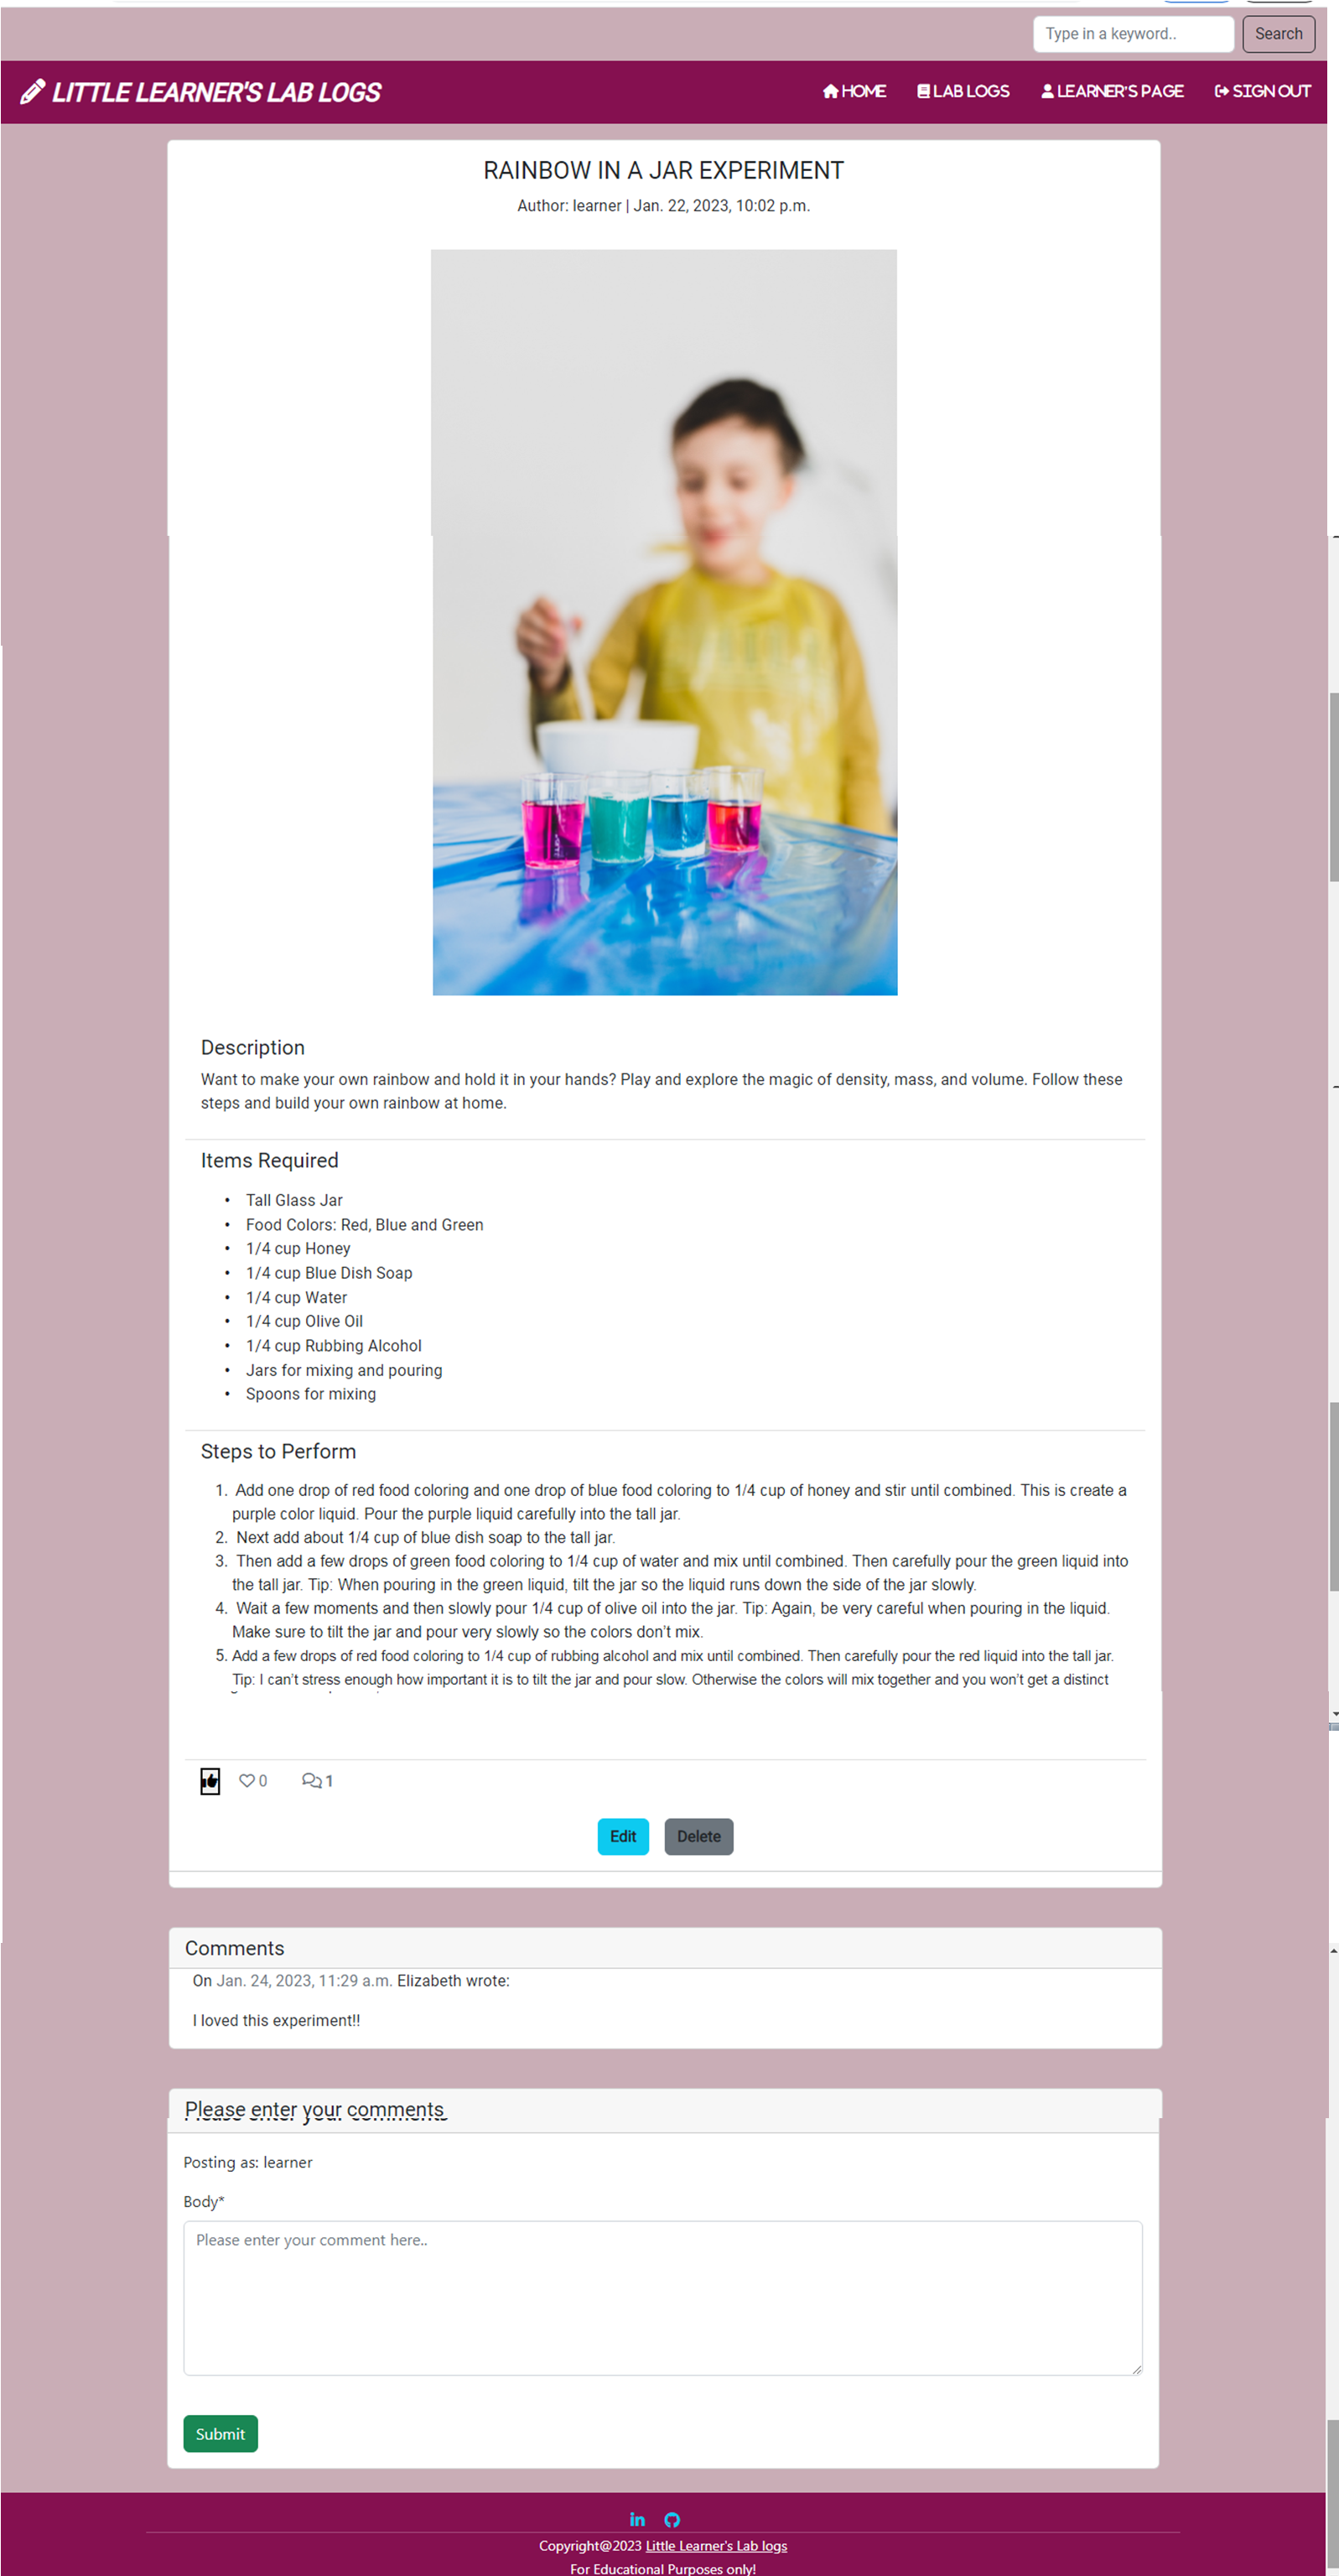 Type in a keyword..
Search
LITTLE LEARNER'S LAB LOGS
HOME
LAB LOGS
LEARNER'S PAGE
SIGN OUT
RAINBOW IN A JAR EXPERIMENT
Author: learner | Jan. 22, 2023, 10:02 p.m.
Description
Want to make your own rainbow and hold it in your hands? Play and explore the magic of density, mass, and volume. Follow these
steps and build your own rainbow at home.
Items Required
• Tall Glass Jar
• Food Colors: Red, Blue and Green
• 1/4 cup Honey
• 1/4 cup Blue Dish Soap
• 1/4 cup Water
• 1/4 cup Olive Oil
• 1/4 cup Rubbing Alcohol
• Jars for mixing and pouring
• Spoons for mixing
Steps to Perform
1. Add one drop of red food coloring and one drop of blue food coloring to 1/4 cup of honey and stir until combined. This is create a
purple color liquid. Pour the purple liquid carefully into the tall jar.
2. Next add about 1/4 cup of blue dish soap to the tall jar.
3. Then add a few drops of green food coloring to 1/4 cup of water and mix until combined. Then carefully pour the green liquid into
the tall jar. Tip: When pouring in the green liquid, tilt the jar so the liquid runs down the side of the jar slowly.
4. Wait a few moments and then slowly pour 1/4 cup of olive oil into the jar. Tip: Again, be very careful when pouring in the liquid.
Make sure to tilt the jar and pour very slowly so the colors don't mix.
5. Add a few drops of red food coloring to 1/4 cup of rubbing alcohol and mix until combined. Then carefully pour the red liquid into the tall jar.
Tip: I can't stress enough how important it is to tilt the jar and pour slow. Otherwise the colors will mix together and you won't get a distinct
0
1
Edit
Delete
Comments
On Jan. 24, 2023, 11:29 a.m. Elizabeth wrote:
I loved this experiment!!
Please enter your comments
Posting as: learner
Body*
Please enter your comment here..
Submit
in
Copyright@2023 Little Learner's Lab logs
For Educational Purposes only!